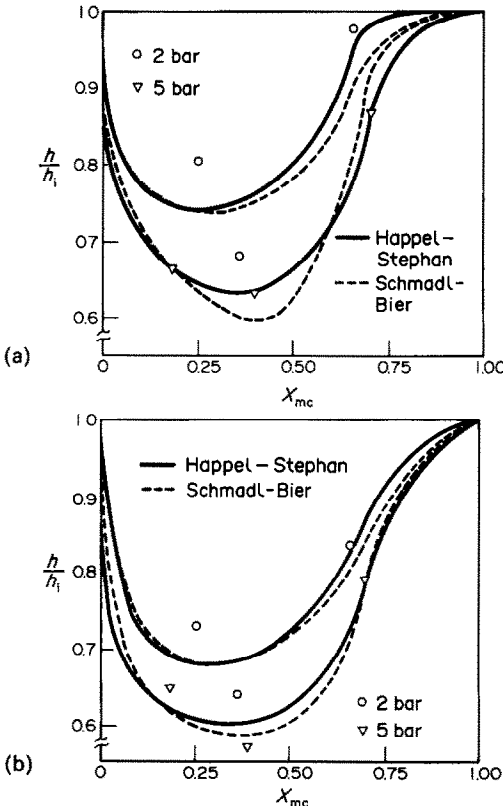 (a)
1.0
0.9
0.8
0.7
0.6
h
hi
2 bar
5 bar
Happel–
Stephan
Schmadl-
Bier
0
0.25
0.50
0.75
1.00
Xmc
(b)
1.0
0.9
0.8
0.7
0.6
h
hi
Happel – Stephan
Schmadl-Bier
2 bar
5 bar
0
0.25
0.50
0.75
1.00
Xmc